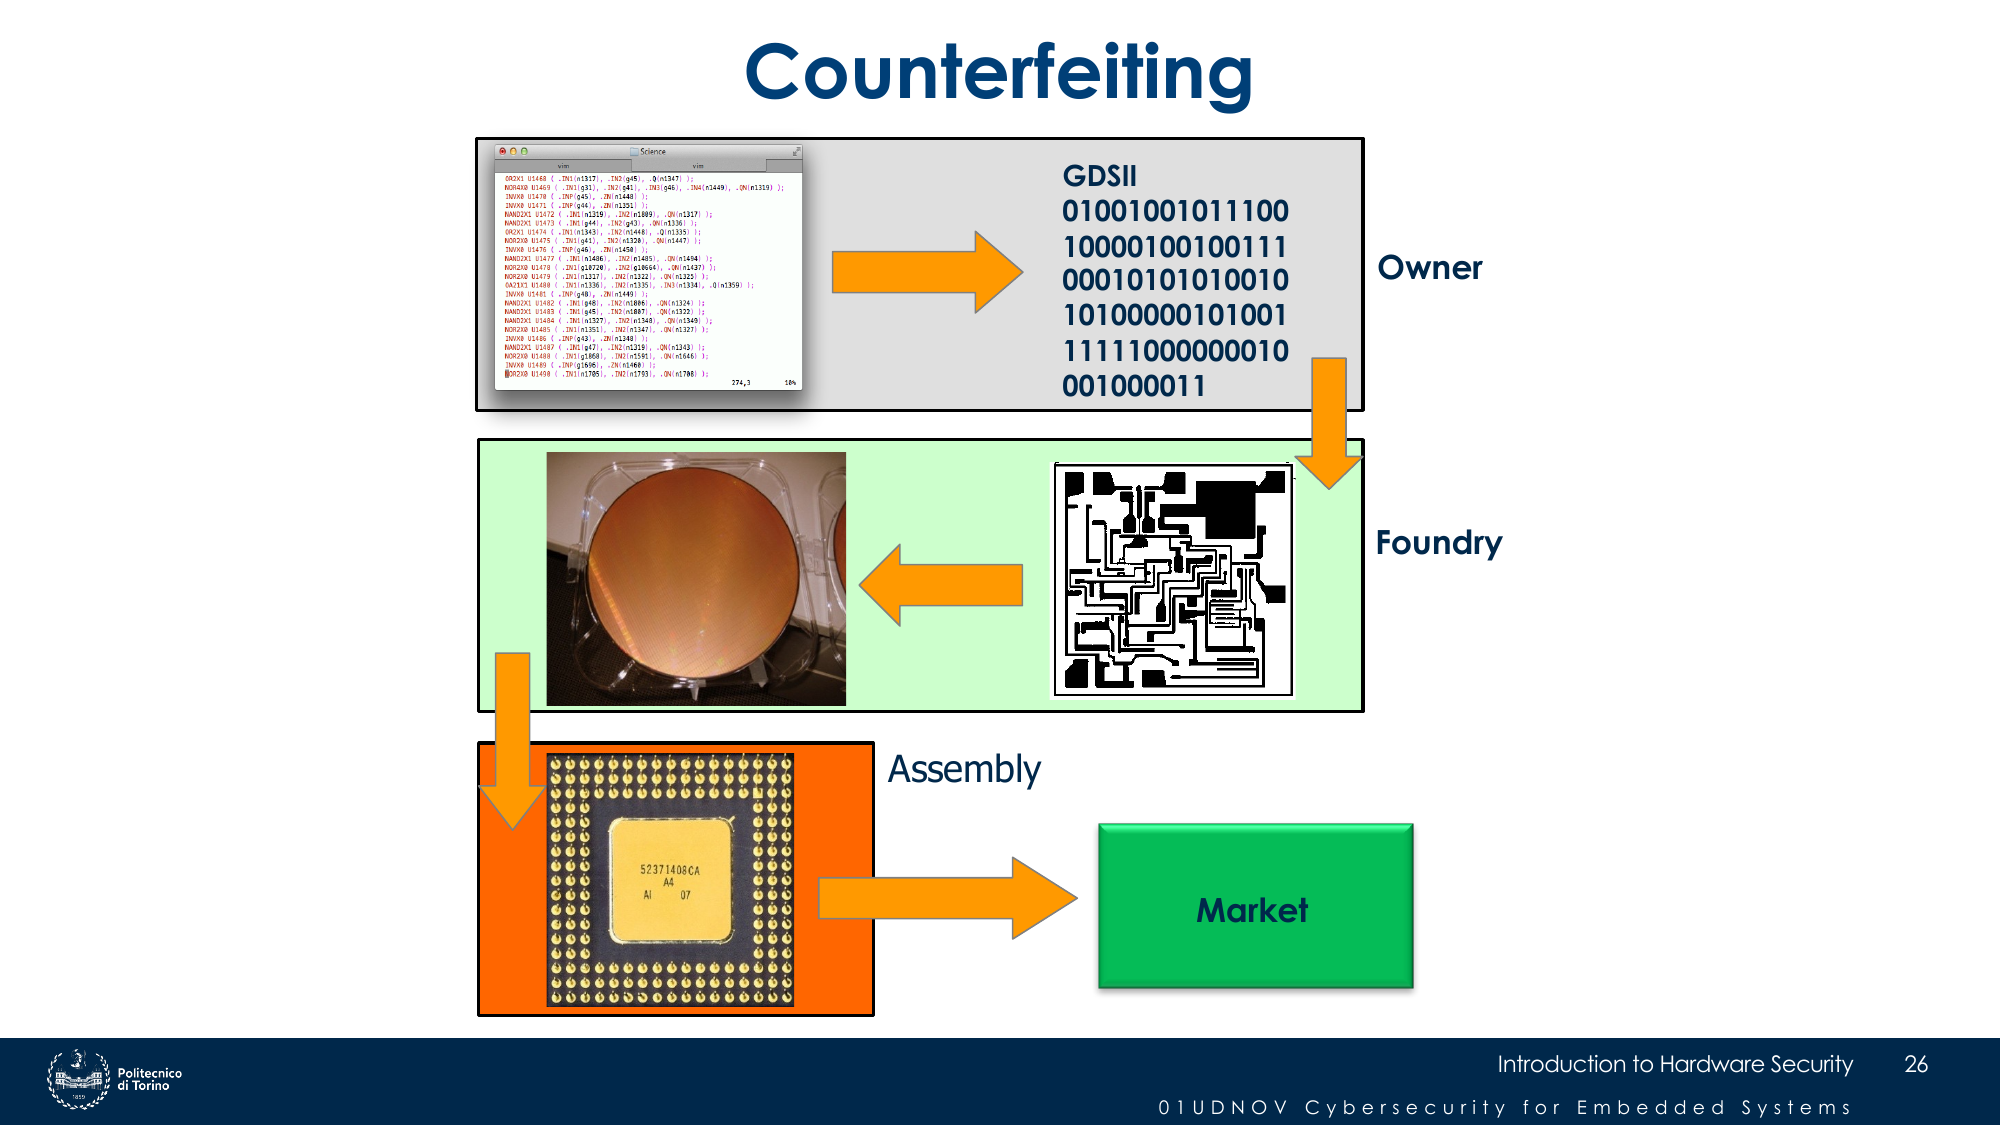 Counterfeiting
Science
vim vim
OR2X1 U1468 ( .IN1(n1317), .IN2(g45), .Q(n1347) );
NOR4X0 U1469 ( .IN1(g31), .IN2(g41), .IN3(g46), .IN4(n1449), .QN(n1319) );
INVX0 U1470 ( .INP(g45), .ZN(n1448) );
INVX0 U1471 ( .INP(g44), .ZN(n1351) );
NAND2X1 U1472 ( .IN1(n1319), .IN2(n1809), .QN(n1317) );
NAND2X1 U1473 ( .IN1(g44), .IN2(g43), .QN(n1336) );
OR2X1 U1474 ( .IN1(n1343), .IN2(n1448), .Q(n1335) );
NOR2X0 U1475 ( .IN1(g41), .IN2(n1320), .QN(n1447) );
INVX0 U1476 ( .INP(g46), .ZN(n1450) );
NAND2X1 U1477 ( .IN1(n1486), .IN2(n1485), .QN(n1494) );
NOR2X0 U1478 ( .IN1(g10720), .IN2(g10664), .QN(n1437) );
NOR2X0 U1479 ( .IN1(n1317), .IN2(n1322), .QN(n1325) );
OA21X1 U1480 ( .IN1(n1336), .IN2(n1335), .IN3(n1334), .Q(n1359) );
INVX0 U1481 ( .INP(g48), .ZN(n1449) );
NAND2X1 U1482 ( .IN1(g48), .IN2(n1806), .QN(n1324) );
NAND2X1 U1483 ( .IN1(g45), .IN2(n1807), .QN(n1322) );
NAND2X1 U1484 ( .IN1(n1327), .IN2(n1348), .QN(n1349) );
NOR2X0 U1485 ( .IN1(n1351), .IN2(n1347), .QN(n1327) );
INVX0 U1486 ( .INP(g43), .ZN(n1348) );
NAND2X1 U1487 ( .IN1(g47), .IN2(n1319), .QN(n1343) );
NOR2X0 U1488 ( .IN1(g1868), .IN2(n1591), .QN(n1646) );
INVX0 U1489 ( .INP(g1696), .ZN(n1460) );
NOR2X0 U1490 ( .IN1(n1705), .IN2(n1793), .QN(n1708) );
274,3 10%
GDSII
01001001011100
10000100100111
00010101010010
10100000101001
11111000000010
001000011
Owner
Foundry
Assembly
52371408CA
A4
AI 07
Market
Politecnico
di Torino
1859
Introduction to Hardware Security 26
01UDNOV Cybersecurity for Embedded Systems